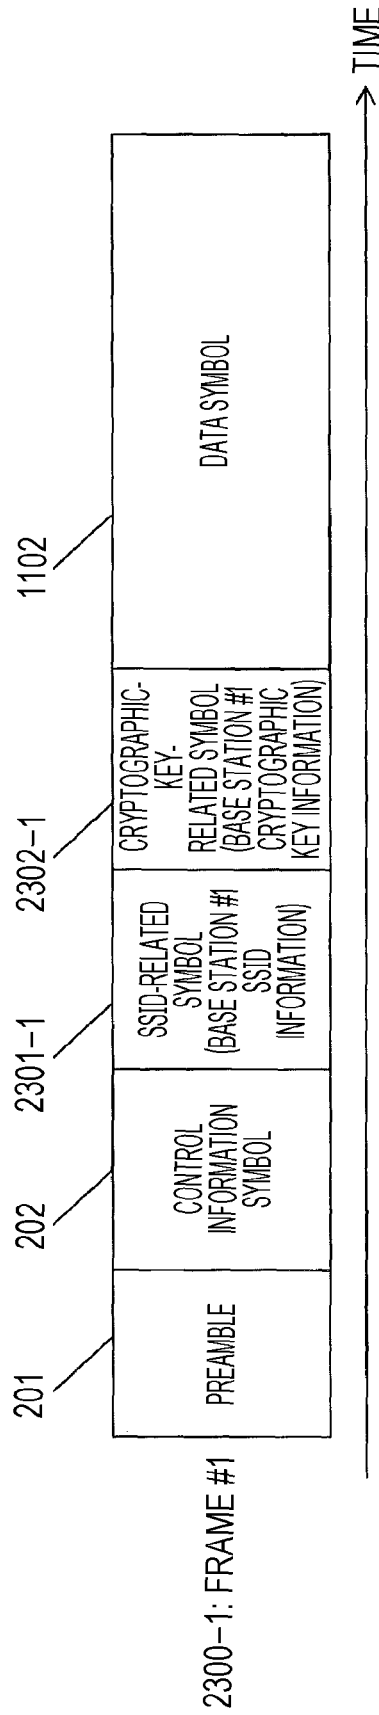 201
202
2301-1
2302-1
1102
2300-1: FRAME #1
PREAMBLE
CONTROL
INFORMATION
SYMBOL
SSID-RELATED
SYMBOL
(BASE STATION #1
SSID
INFORMATION)
CRYPTOGRAPHIC-
KEY-
RELATED SYMBOL
(BASE STATION #1
CRYPTOGRAPHIC
KEY INFORMATION)
DATA SYMBOL
TIME